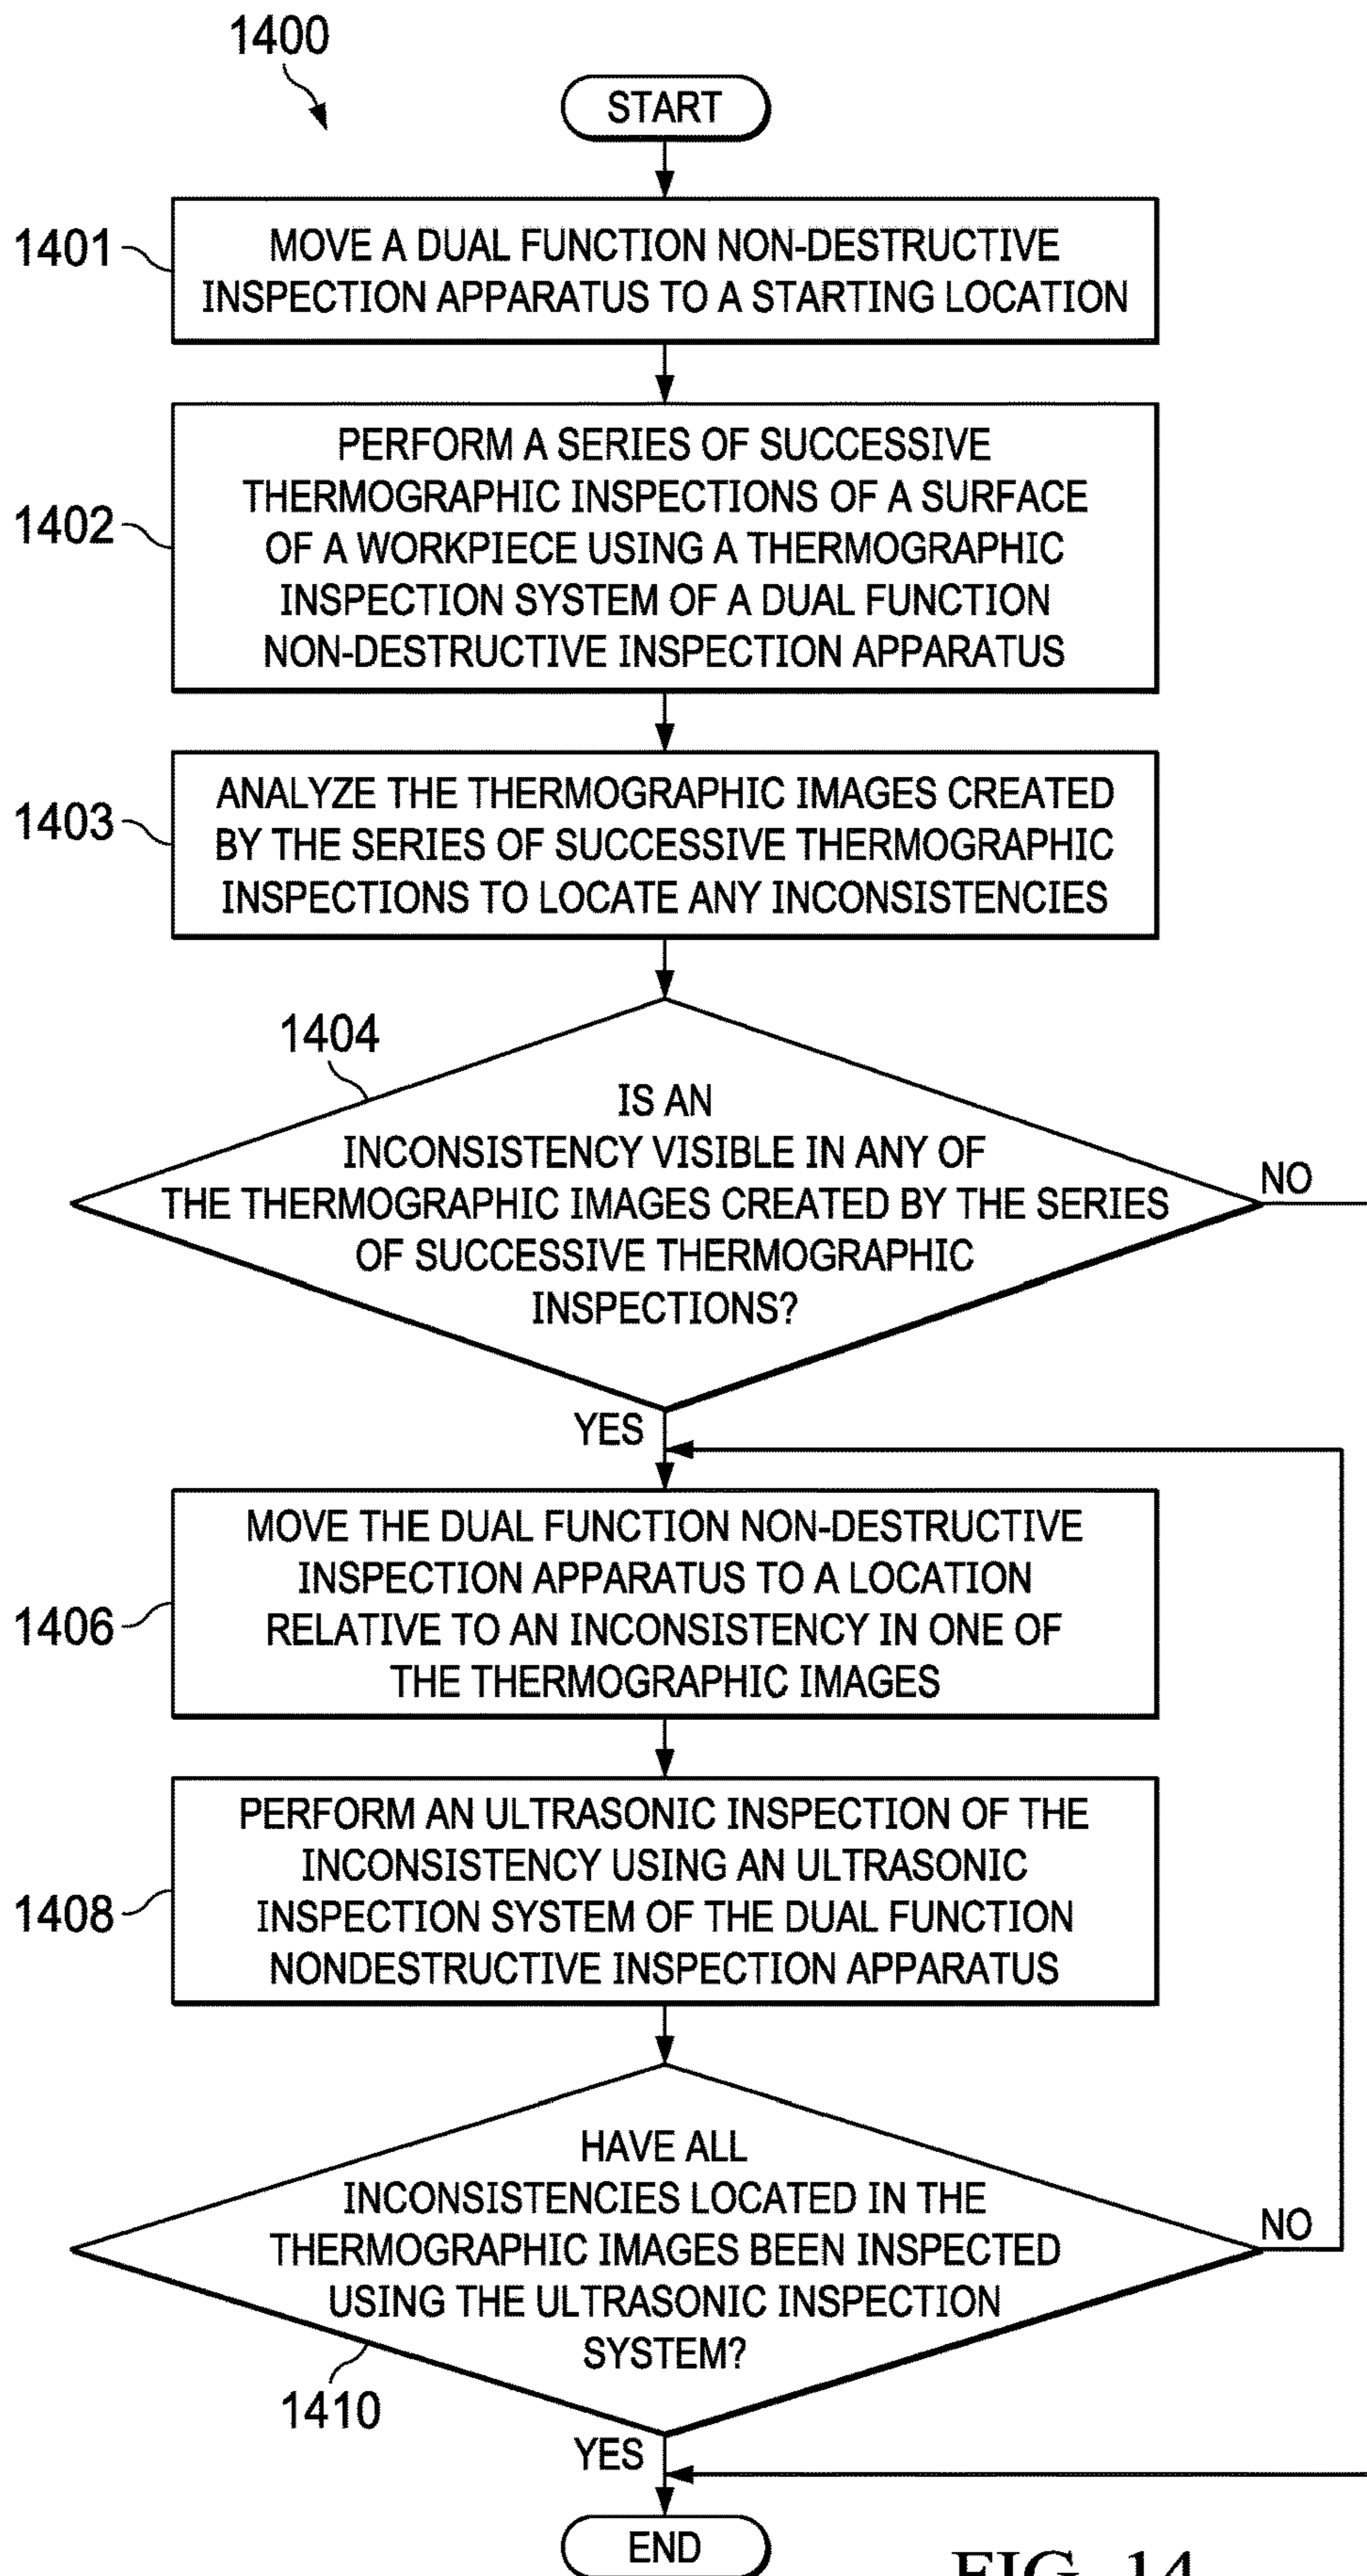 1400
START
1401
MOVE A DUAL FUNCTION NON-DESTRUCTIVE
INSPECTION APPARATUS TO A STARTING LOCATION
1402
PERFORM A SERIES OF SUCCESSIVE
THERMOGRAPHIC INSPECTIONS OF A SURFACE
OF A WORKPIECE USING A THERMOGRAPHIC
INSPECTION SYSTEM OF A DUAL FUNCTION
NON-DESTRUCTIVE INSPECTION APPARATUS
1403
ANALYZE THE THERMOGRAPHIC IMAGES CREATED
BY THE SERIES OF SUCCESSIVE THERMOGRAPHIC
INSPECTIONS TO LOCATE ANY INCONSISTENCIES
1404
IS AN
INCONSISTENCY VISIBLE IN ANY OF
THE THERMOGRAPHIC IMAGES CREATED BY THE SERIES
OF SUCCESSIVE THERMOGRAPHIC
INSPECTIONS?
NO
YES
1406
MOVE THE DUAL FUNCTION NON-DESTRUCTIVE
INSPECTION APPARATUS TO A LOCATION
RELATIVE TO AN INCONSISTENCY IN ONE OF
THE THERMOGRAPHIC IMAGES
1408
PERFORM AN ULTRASONIC INSPECTION OF THE
INCONSISTENCY USING AN ULTRASONIC
INSPECTION SYSTEM OF THE DUAL FUNCTION
NONDESTRUCTIVE INSPECTION APPARATUS
HAVE ALL
INCONSISTENCIES LOCATED IN THE
THERMOGRAPHIC IMAGES BEEN INSPECTED
USING THE ULTRASONIC INSPECTION
SYSTEM?
NO
1410
YES
END
FIG. 14